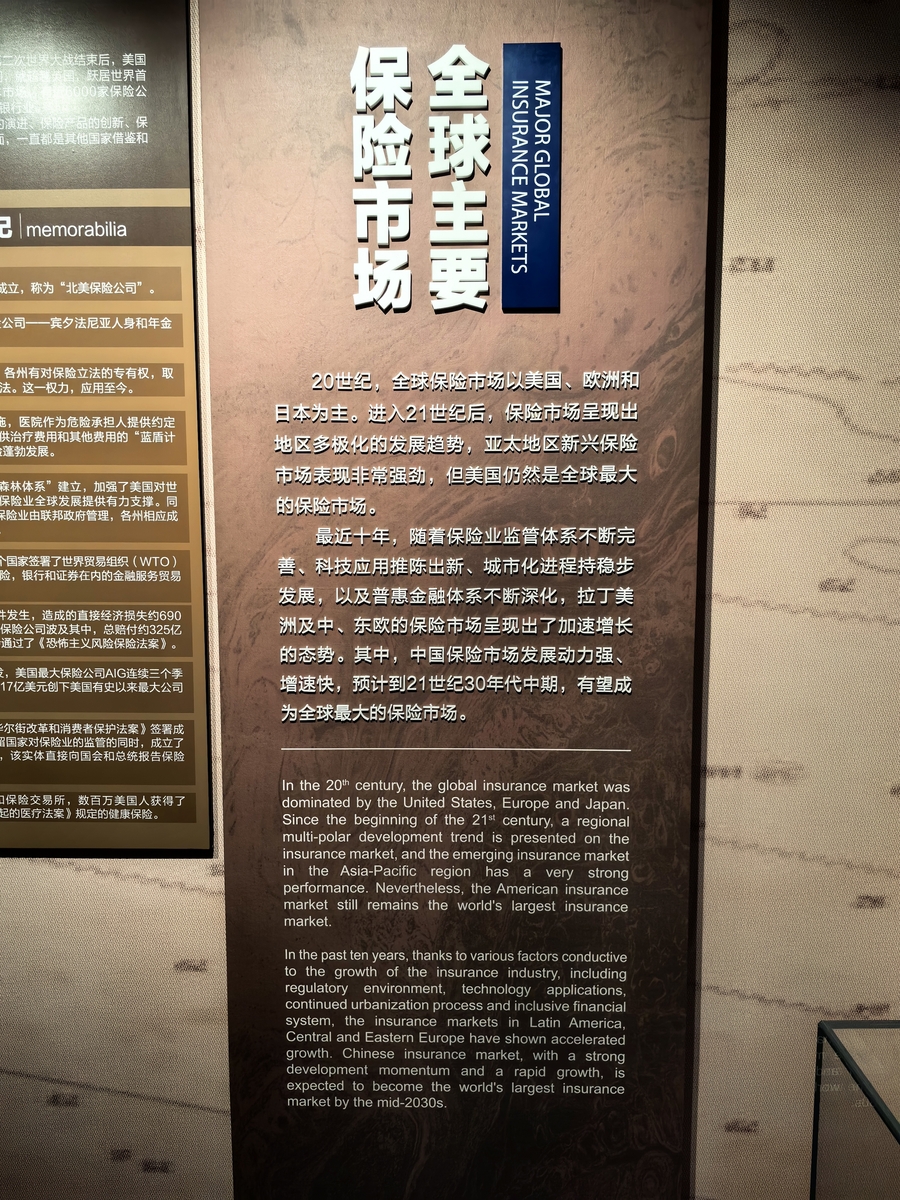 二次世界大战结束后，美国
跃居世界首
000家保险公
银行业
的演进、保险产品的创新、保
面，一直都是其他国家借鉴和
记 memorabilia
成立，称为“北美保险公司”。
公司——宾夕法尼亚人身和年金
各州有对保险立法的专有权，取
法。这一权力，应用至今。
施，医院作为危险承担人提供约定
供治疗费用和其他费用的“蓝盾计
蓬勃发展。
森林体系”建立，加强了美国对世
保险业全球发展提供有力支撑。同
保险业由联邦政府管理，各州相应成
个国家签署了世界贸易组织（WTO）
险，银行和证券在内的金融服务贸易
件发生，造成的直接经济损失约690
保险公司波及其中，总赔付约325亿
通过了《恐怖主义风险保险法案》。
发，美国最大保险公司AIG连续三个季
17亿美元创下美国有史以来最大公司
华尔街改革和消费者保护法案》签署成
留国家对保险业的监管的同时，成立了
，该实体直接向国会和总统报告保险
和保险交易所，数百万美国人获得了
起的医疗法案》规定的健康保险。
MAJOR GLOBAL
INSURANCE MARKETS
全球主要
保险市场
20世纪，全球保险市场以美国、欧洲和
日本为主。进入21世纪后，保险市场呈现出
地区多极化的发展趋势，亚太地区新兴保险
市场表现非常强劲，但美国仍然是全球最大
的保险市场。
最近十年，随着保险业监管体系不断完
善、科技应用推陈出新、城市化进程持稳步
发展，以及普惠金融体系不断深化，拉丁美
洲及中、东欧的保险市场呈现出了加速增长
的态势。其中，中国保险市场发展动力强、
增速快，预计到21世纪30年代中期，有望成
为全球最大的保险市场。
In the 20th century, the global insurance market was
dominated by the United States, Europe and Japan.
Since the beginning of the 21st century, a regional
multi-polar development trend is presented on the
insurance market, and the emerging insurance market
in the Asia-Pacific region has a very strong
performance. Nevertheless, the American insurance
market still remains the world's largest insurance
market.
In the past ten years, thanks to various factors conductive
to the growth of the insurance industry, including
regulatory environment, technology applications,
continued urbanization process and inclusive financial
system, the insurance markets in Latin America,
Central and Eastern Europe have shown accelerated
growth. Chinese insurance market, with a strong
development momentum and a rapid growth, is
expected to become the world's largest insurance
market by the mid-2030s.